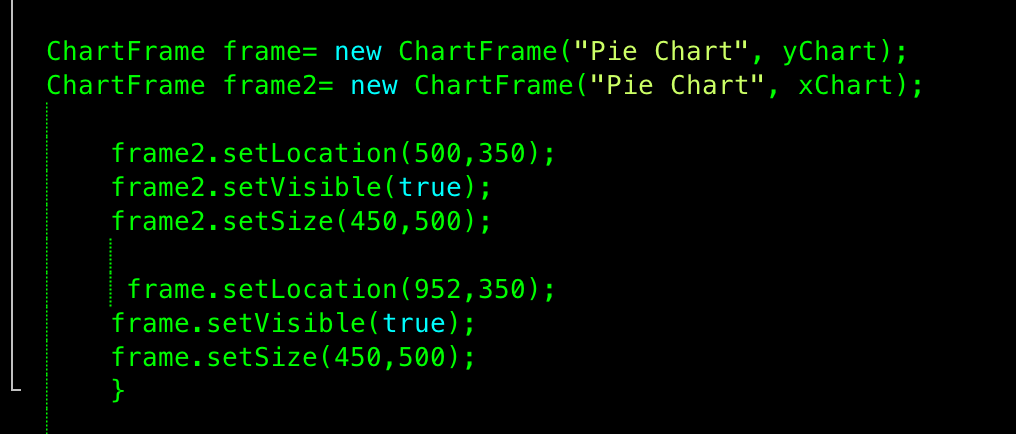 ChartFrame frame= new ChartFrame("Pie Chart", yChart);
ChartFrame frame2= new ChartFrame("Pie Chart", xChart);
frame2.setLocation(500,350);
frame2.setVisible(true);
frame2.setSize(450,500);
frame.setLocation(952,350);
frame.setVisible(true);
frame.setSize(450,500);
}